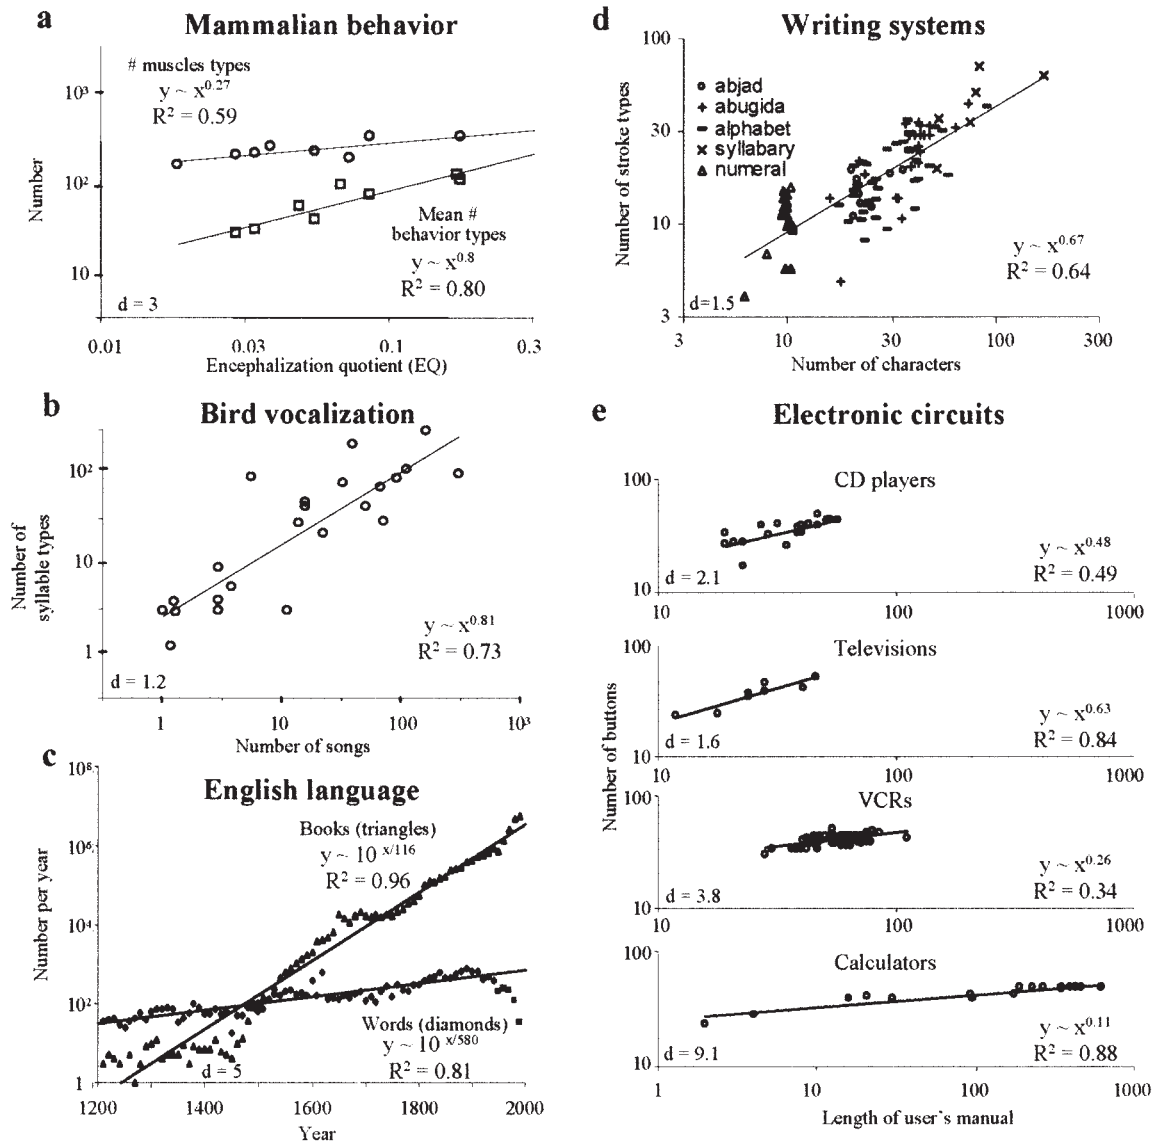 a Mammalian behavior
# muscles types
y ~ x^0.27
R² = 0.59
10³
10²
10
Number
Mean #
behavior types
y ~ x^0.8
R² = 0.80
d = 3
0.01 0.03 0.1 0.3
Encephalization quotient (EQ)
b Bird vocalization
10²
10
1
Number of
syllable types
y ~ x^0.81
R² = 0.73
d = 1.2
1 10 100 10³
Number of songs
c English language
10⁸
10⁶
10⁴
10²
1
Number per year
Books (triangles)
y ~ 10^x/116
R² = 0.96
Words (diamonds)
y ~ 10^x/580
R² = 0.81
d = 5
1200 1400 1600 1800 2000
Year
d Writing systems
100
30
10
3
Number of stroke types
abjad
abugida
alphabet
syllabary
numeral
y ~ x^0.67
R² = 0.64
d=1.5
3 10 30 100 300
Number of characters
e Electronic circuits
Number of buttons
CD players
100
10
y ~ x^0.48
R² = 0.49
d = 2.1
10 100 1000
Televisions
100
10
y ~ x^0.63
R² = 0.84
d = 1.6
10 100 1000
VCRs
100
10
y ~ x^0.26
R² = 0.34
d = 3.8
10 100 1000
Calculators
100
10
y ~ x^0.11
R² = 0.88
d = 9.1
1 10 100 1000
Length of user's manual